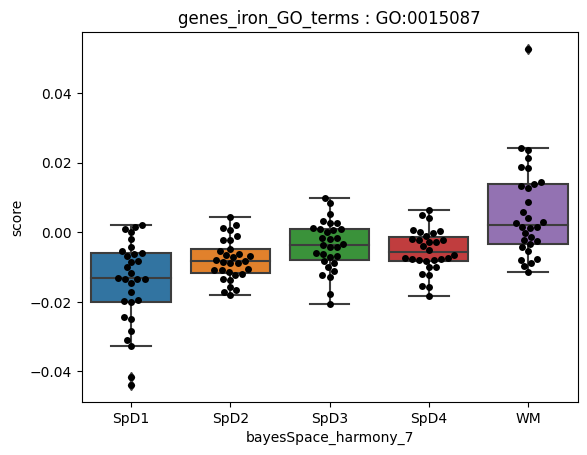 genes_iron_GO_terms : GO:0015087
score
0.04
0.02
0.00
−0.02
−0.04
SpD1 SpD2 SpD3 SpD4 WM
bayesSpace_harmony_7